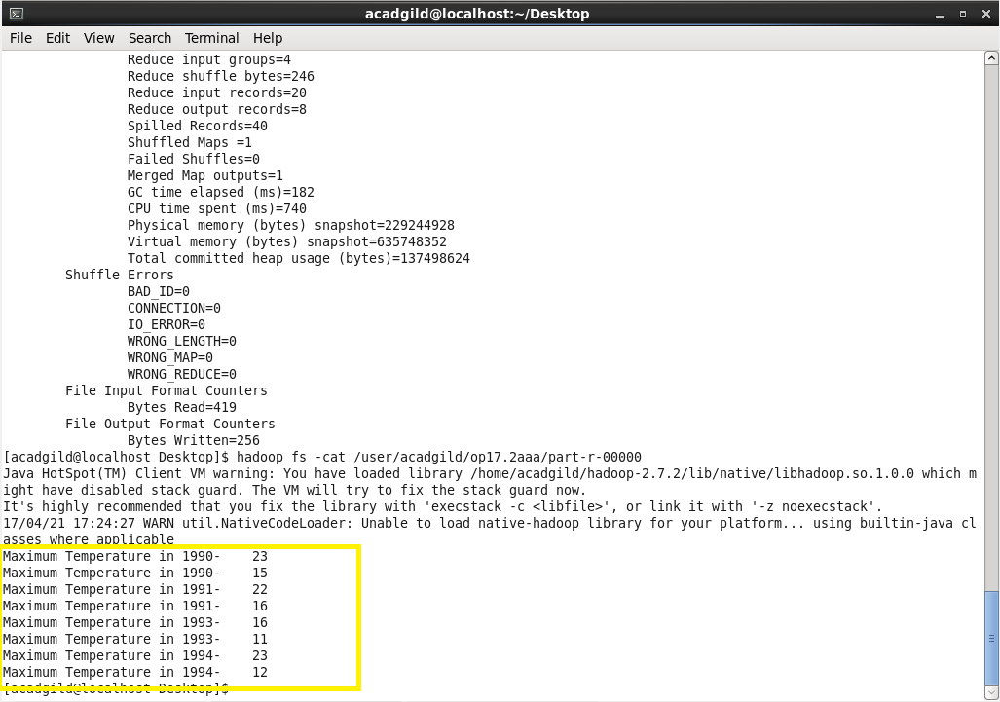 acadgild@localhost:~/Desktop
File Edit View Search Terminal Help
Reduce input groups=4
Reduce shuffle bytes=246
Reduce input records=20
Reduce output records=8
Spilled Records=40
Shuffled Maps =1
Failed Shuffles=0
Merged Map outputs=1
GC time elapsed (ms)=182
CPU time spent (ms)=740
Physical memory (bytes) snapshot=229244928
Virtual memory (bytes) snapshot=635748352
Total committed heap usage (bytes)=137498624
Shuffle Errors
BAD_ID=0
CONNECTION=0
IO_ERROR=0
WRONG_LENGTH=0
WRONG_MAP=0
WRONG_REDUCE=0
File Input Format Counters
Bytes Read=419
File Output Format Counters
Bytes Written=256
[acadgild@localhost Desktop]$ hadoop fs -cat /user/acadgild/op17.2aaa/part-r-00000
Java HotSpot(TM) Client VM warning: You have loaded library /home/acadgild/hadoop-2.7.2/lib/native/libhadoop.so.1.0.0 which m
ight have disabled stack guard. The VM will try to fix the stack guard now.
It's highly recommended that you fix the library with 'execstack -c <libfile>', or link it with '-z noexecstack'.
17/04/21 17:24:27 WARN util.NativeCodeLoader: Unable to load native-hadoop library for your platform... using builtin-java cl
asses where applicable
Maximum Temperature in 1990-    23
Maximum Temperature in 1990-    15
Maximum Temperature in 1991-    22
Maximum Temperature in 1991-    16
Maximum Temperature in 1993-    16
Maximum Temperature in 1993-    11
Maximum Temperature in 1994-    23
Maximum Temperature in 1994-    12
[acadgild@localhost Desktop]$